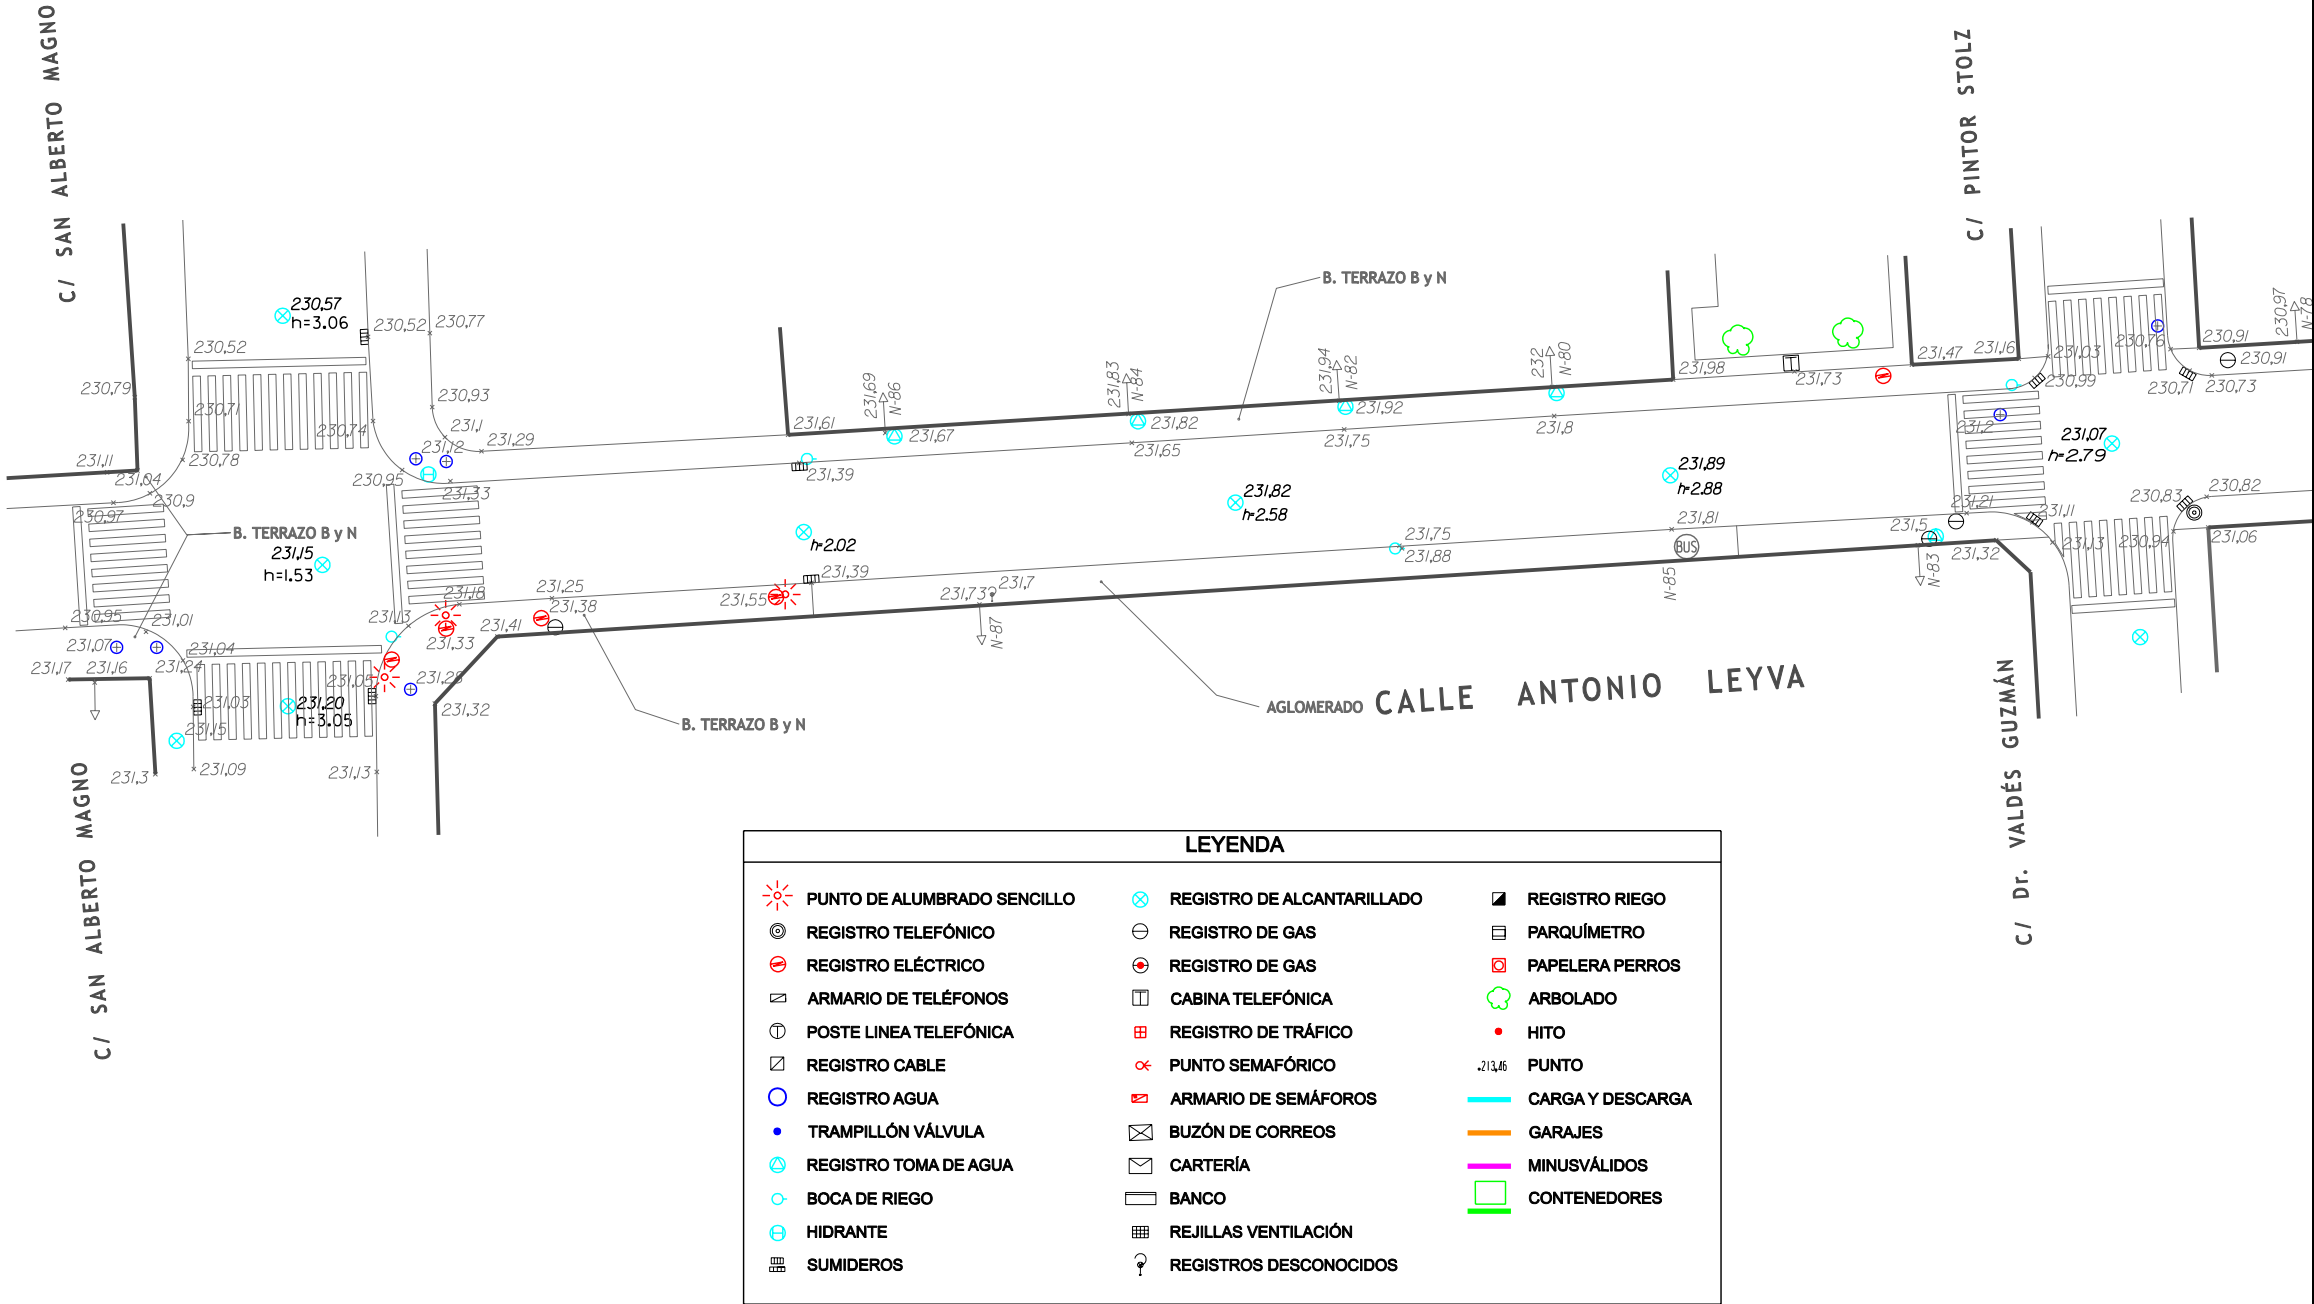 C/ SAN ALBERTO MAGNO
C/ PINTOR STOLZ
230,57
h=3.06
230,52
230,77
230,52
230,79
230,71
230,74
230,93
231,1
231,12
231,29
231,33
230,95
231,11
231,04
230,78
230,9
230,97
B. TERRAZO B y N
231,15
h=1.53
230,95
231,01
231,07
231,04
231,17
231,16
231,24
231,03
231,15
231,20
h=3.05
231,05
231,3
231,09
231,13
231,13
231,18
231,33
231,28
231,32
231,41
231,25
231,38
B. TERRAZO B y N
231,61
231,69
N-86
231,67
231,39
h=2.02
231,55
231,39
231,73
231,7
N-87
231,83
N-84
231,82
231,65
B. TERRAZO B y N
231,94
N-82
231,92
231,75
232
N-80
231,8
231,82
h=2.58
231,75
231,88
231,89
h=2.88
231,81
BUS
N-85
231,98
231,73
231,47
231,16
231,03
230,99
231,2
231,21
231,5
231,32
N-83
231,11
231,13
231,07
h=2.79
230,76
230,71
230,73
230,91
230,91
230,97
N-78
230,83
230,82
230,94
231,06
AGLOMERADO
CALLE ANTONIO LEYVA
C/ Dr. VALDÉS GUZMÁN
C/ SAN ALBERTO MAGNO
LEYENDA
PUNTO DE ALUMBRADO SENCILLO
REGISTRO TELEFÓNICO
REGISTRO ELÉCTRICO
ARMARIO DE TELÉFONOS
POSTE LINEA TELEFÓNICA
REGISTRO CABLE
REGISTRO AGUA
TRAMPILLÓN VÁLVULA
REGISTRO TOMA DE AGUA
BOCA DE RIEGO
HIDRANTE
SUMIDEROS
REGISTRO DE ALCANTARILLADO
REGISTRO DE GAS
REGISTRO DE GAS
CABINA TELEFÓNICA
REGISTRO DE TRÁFICO
PUNTO SEMAFÓRICO
ARMARIO DE SEMÁFOROS
BUZÓN DE CORREOS
CARTERÍA
BANCO
REJILLAS VENTILACIÓN
REGISTROS DESCONOCIDOS
REGISTRO RIEGO
PARQUÍMETRO
PAPELERA PERROS
ARBOLADO
HITO
.213,46 PUNTO
CARGA Y DESCARGA
GARAJES
MINUSVÁLIDOS
CONTENEDORES